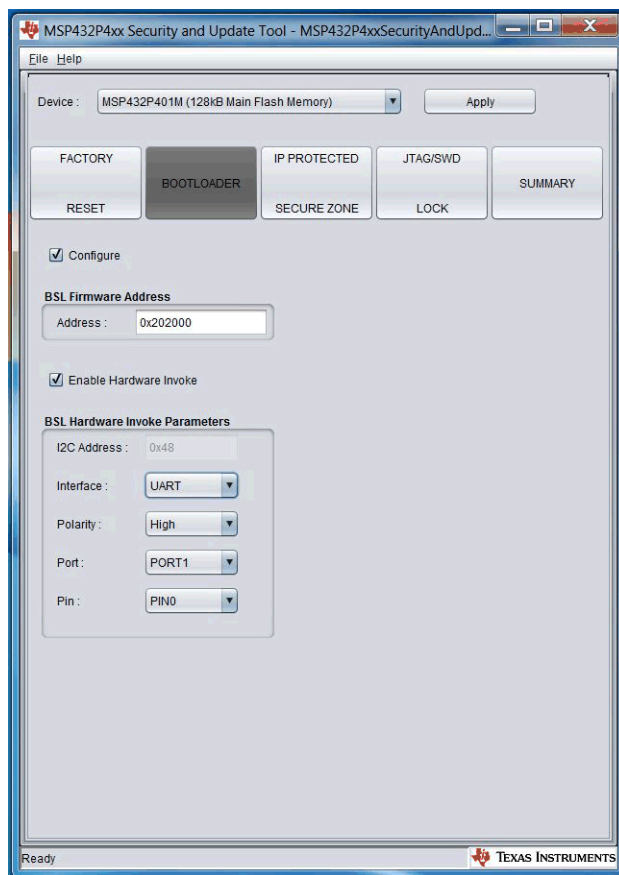 MSP432P4xx Security and Update Tool - MSP432P4xxSecurityAndUpd...
File Help
Device : MSP432P401M (128kB Main Flash Memory) Apply
FACTORY RESET BOOTLOADER IP PROTECTED SECURE ZONE JTAG/SWD LOCK SUMMARY
Configure
BSL Firmware Address
Address : 0x202000
Enable Hardware Invoke
BSL Hardware Invoke Parameters
I2C Address : 0x48
Interface : UART
Polarity : High
Port : PORT1
Pin : PIN0
Ready TEXAS INSTRUMENTS